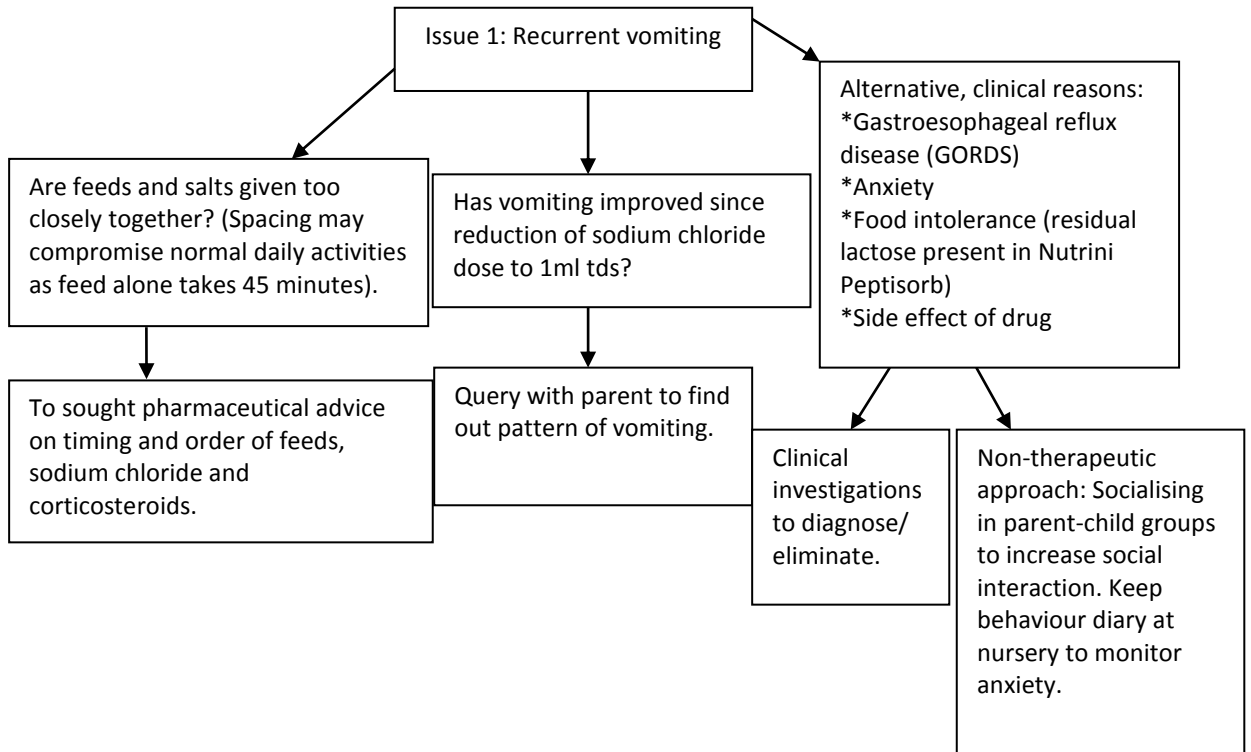 Issue 1: Recurrent vomiting
Are feeds and salts given too
closely together? (Spacing may
compromise normal daily activities
as feed alone takes 45 minutes).
Has vomiting improved since
reduction of sodium chloride
dose to 1ml tds?
Alternative, clinical reasons:
*Gastroesophageal reflux
disease (GORDS)
*Anxiety
*Food intolerance (residual
lactose present in Nutrini
Peptisorb)
*Side effect of drug
To sought pharmaceutical advice
on timing and order of feeds,
sodium chloride and
corticosteroids.
Query with parent to find
out pattern of vomiting.
Clinical
investigations
to diagnose/
eliminate.
Non-therapeutic
approach: Socialising
in parent-child groups
to increase social
interaction. Keep
behaviour diary at
nursery to monitor
anxiety.